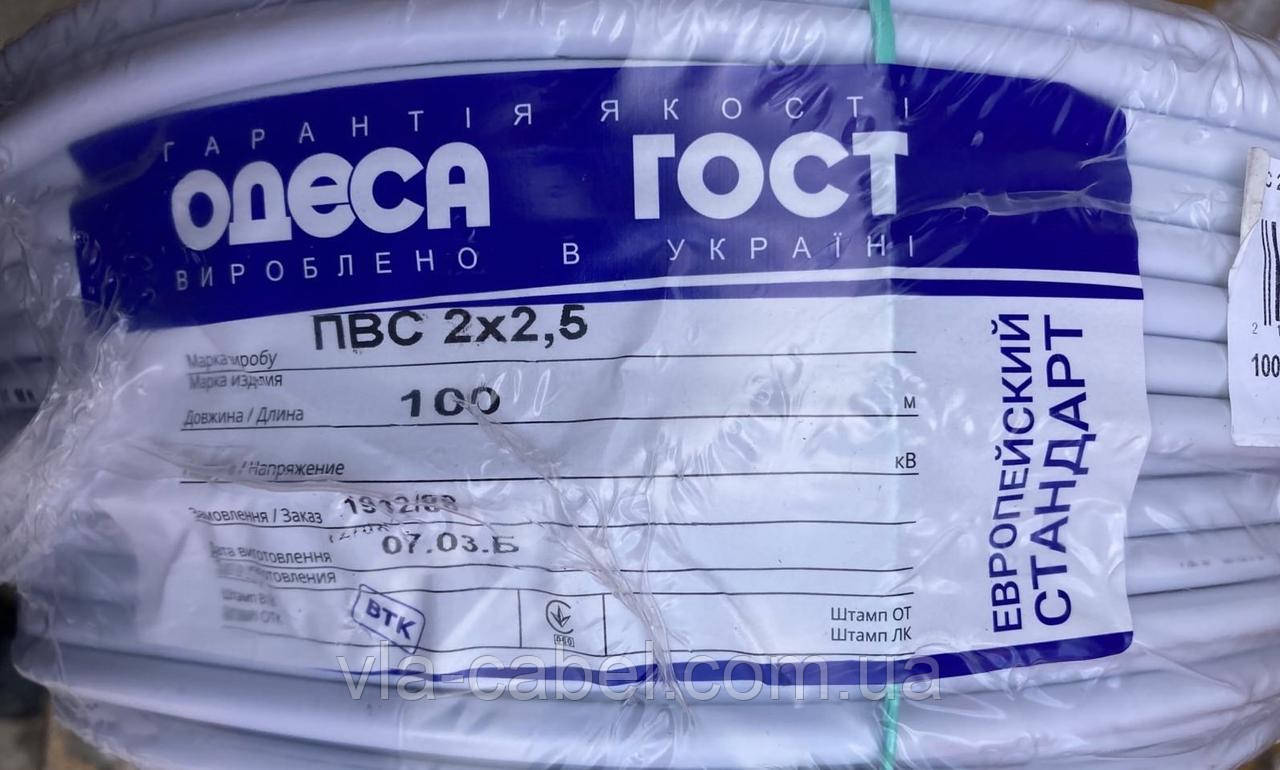 ГАРАНТІЯ ЯКОСТІ
ОДЕСА ГОСТ
ВИРОБЛЕНО В УКРАЇНІ
ПВС 2х2,5
Марка виробу
Марка изделия
Довжина / Длина 100 м
/ Напряжение кВ
Замовлення / Заказ
Дата виготовлення 07.03.Б
ВТК
Штамп ОТ
Штамп ЛК
ЕВРОПЕЙСКИЙ
СТАНДАРТ
100
vla-cabel.com.ua